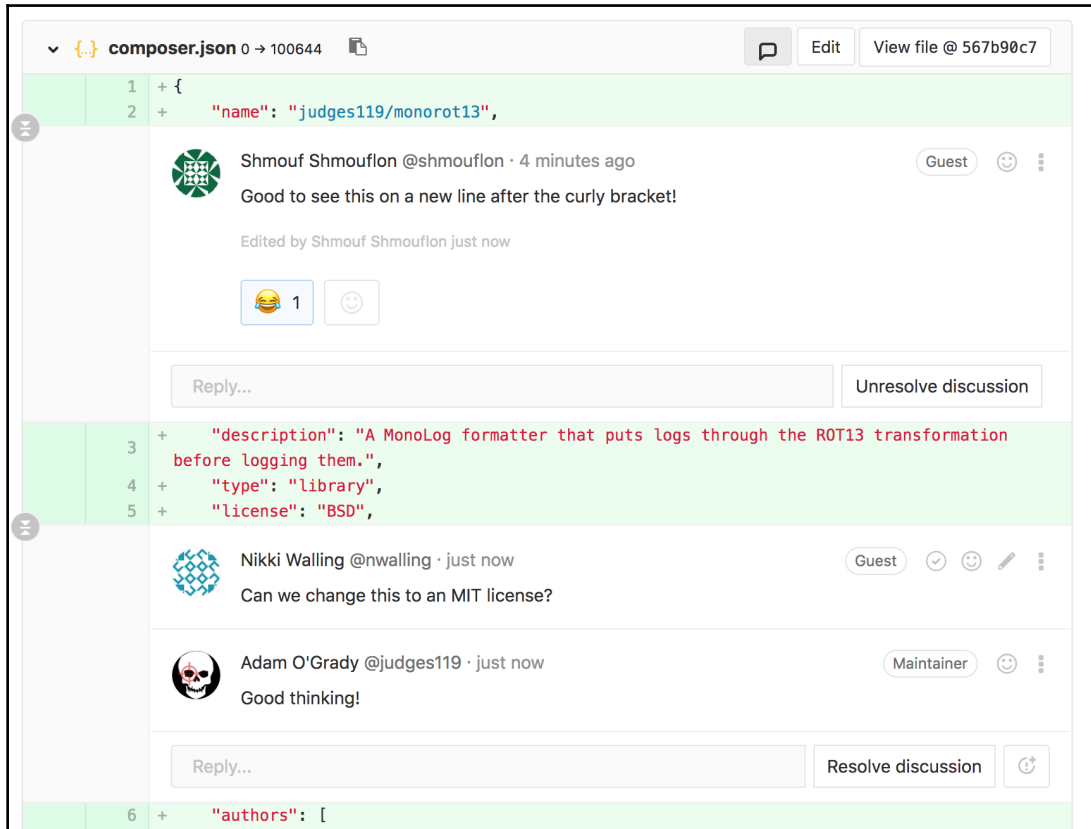 {..} composer.json 0 → 100644 Edit View file @ 567b90c7
1 + {
2 + "name": "judges119/monorot13",
Shmouf Shmouflon @shmouflon · 4 minutes ago Guest
Good to see this on a new line after the curly bracket!
Edited by Shmouf Shmouflon just now
😂 1
Reply... Unresolve discussion
3 + "description": "A MonoLog formatter that puts logs through the ROT13 transformation
before logging them.",
4 + "type": "library",
5 + "license": "BSD",
Nikki Walling @nwalling · just now Guest
Can we change this to an MIT license?
Adam O'Grady @judges119 · just now Maintainer
Good thinking!
Reply... Resolve discussion
6 + "authors": [